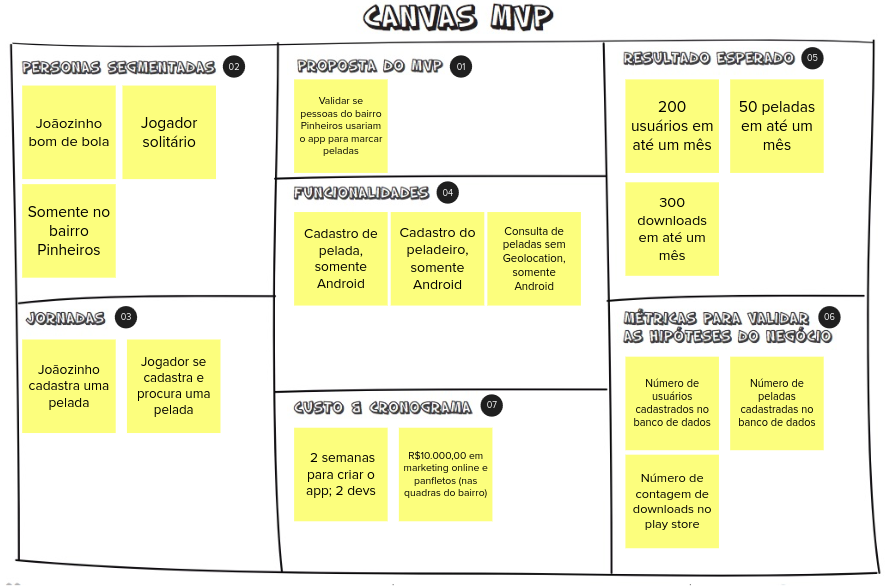 CANVAS MVP
PERSONAS SEGMENTADAS 02
Joãozinho
bom de bola
Jogador
solitário
Somente no
bairro
Pinheiros
PROPOSTA DO MVP 01
Validar se
pessoas do bairro
Pinheiros usariam
o app para marcar
peladas
RESULTADO ESPERADO 05
200
usuários em
até um mês
50 peladas
em até um
mês
300
downloads
em até um
mês
FUNCIONALIDADES 04
Cadastro de
pelada,
somente
Android
Cadastro do
peladeiro,
somente
Android
Consulta de
peladas sem
Geolocation,
somente
Android
JORNADAS 03
Joãozinho
cadastra uma
pelada
Jogador se
cadastra e
procura uma
pelada
CUSTO & CRONOGRAMA 07
2 semanas
para criar o
app; 2 devs
R$10.000,00 em
marketing online e
panfletos (nas
quadras do bairro)
MÉTRICAS PARA VALIDAR 06
AS HIPÓTESES DO NEGÓCIO
Número de
usuários
cadastrados no
banco de dados
Número de
peladas
cadastradas no
banco de dados
Número de
contagem de
downloads no
play store